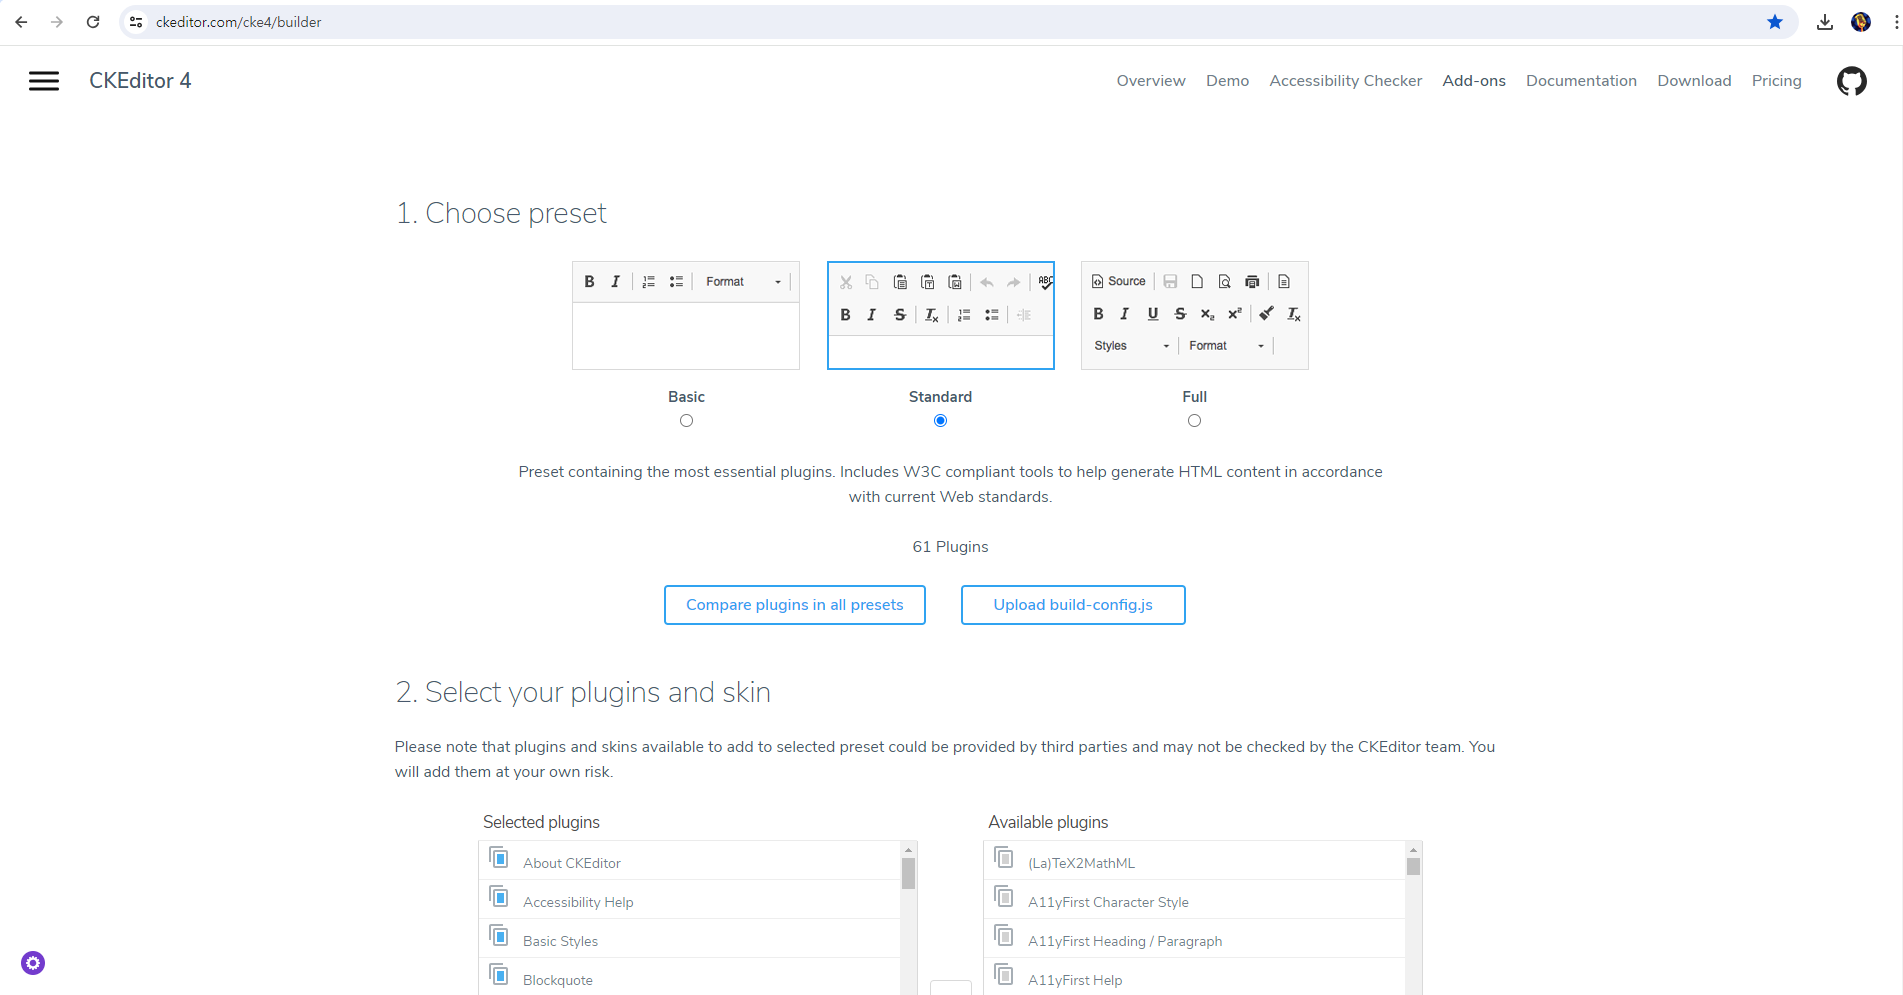 ckeditor.com/cke4/builder
CKEditor 4
Overview Demo Accessibility Checker Add-ons Documentation Download Pricing
1. Choose preset
B I Format
ABC
B I S Tx
Source
B I U S x₂ x² Tx
Styles Format
Basic Standard Full
Preset containing the most essential plugins. Includes W3C compliant tools to help generate HTML content in accordance
with current Web standards.
61 Plugins
Compare plugins in all presets Upload build-config.js
2. Select your plugins and skin
Please note that plugins and skins available to add to selected preset could be provided by third parties and may not be checked by the CKEditor team. You
will add them at your own risk.
Selected plugins
About CKEditor
Accessibility Help
Basic Styles
Blockquote
Available plugins
(La)TeX2MathML
A11yFirst Character Style
A11yFirst Heading / Paragraph
A11yFirst Help